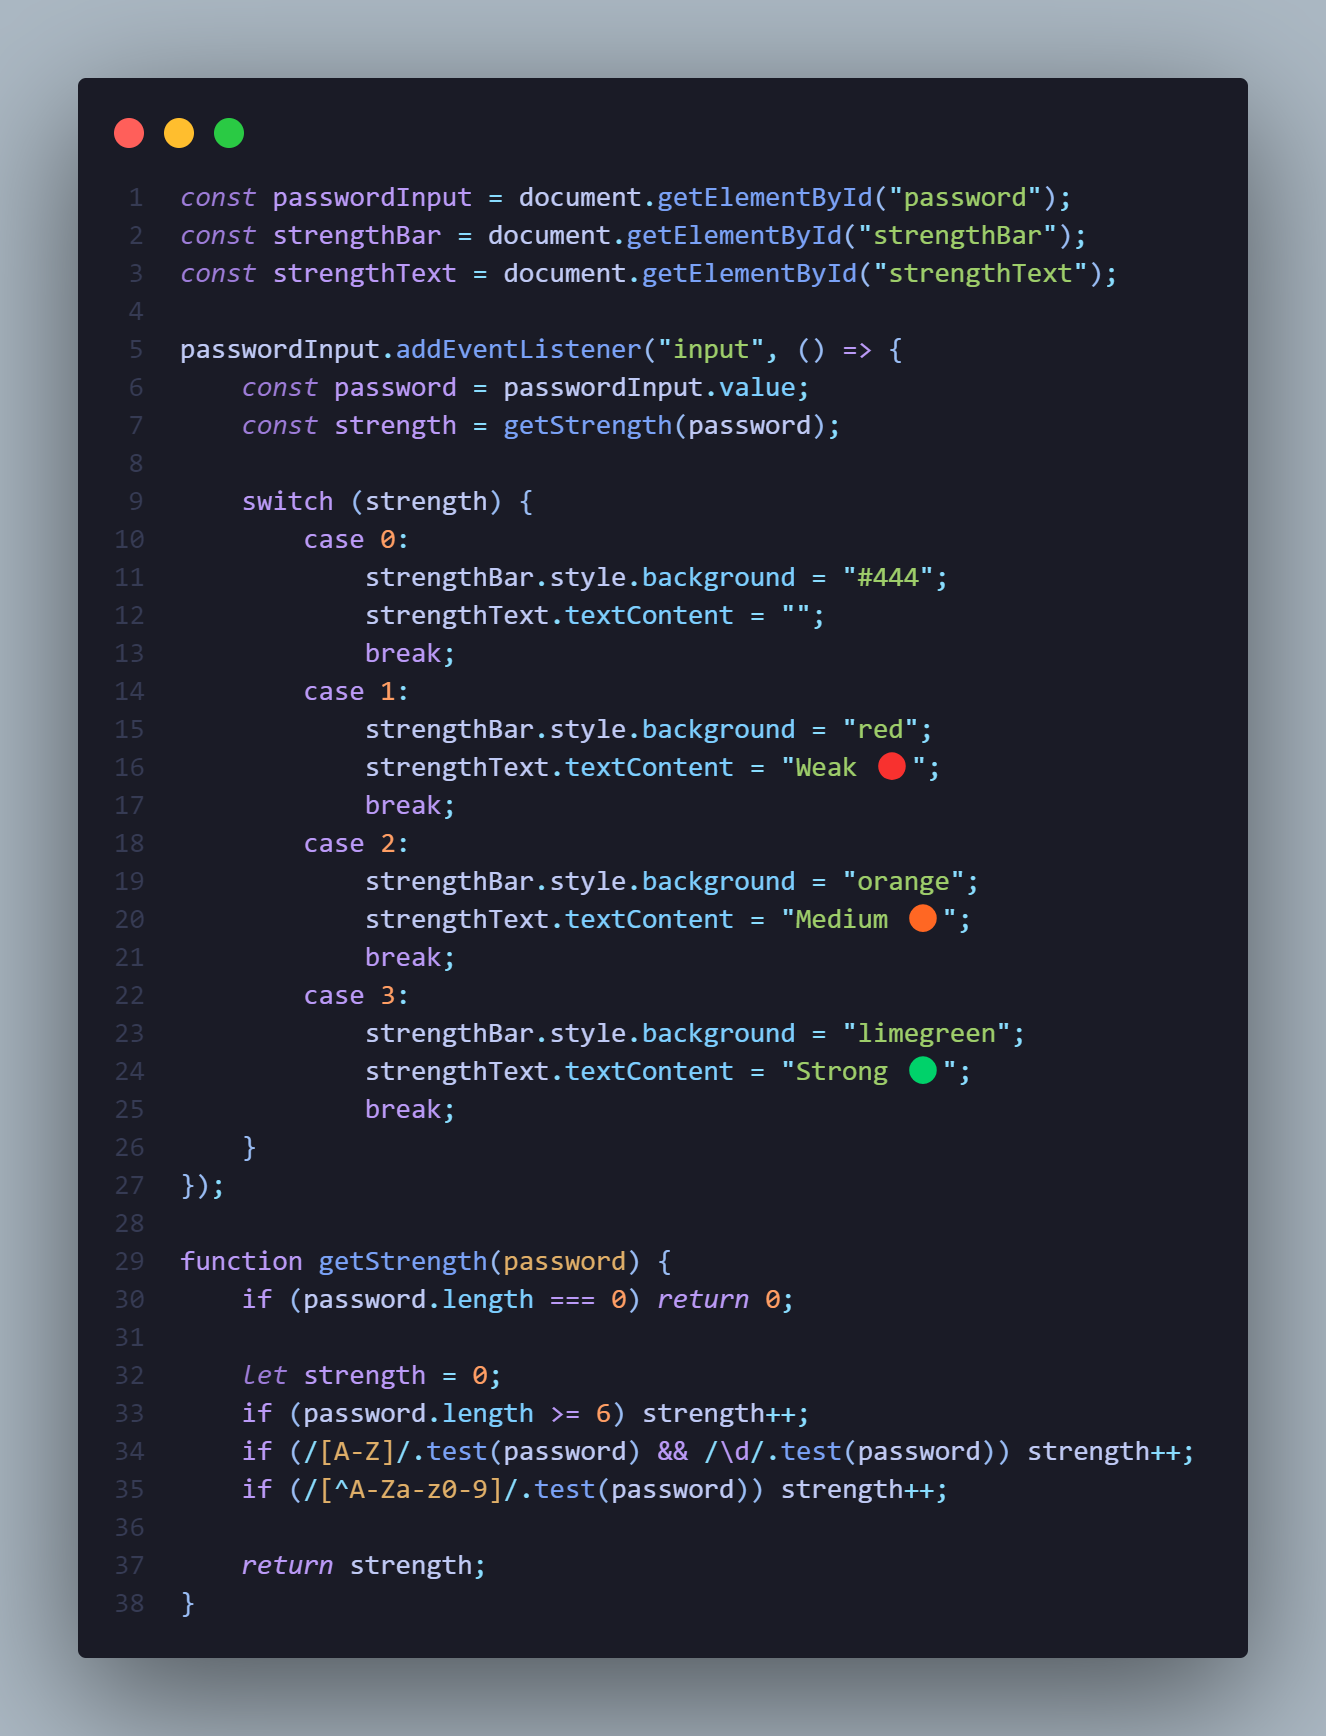 1 const passwordInput = document.getElementById("password");
2 const strengthBar = document.getElementById("strengthBar");
3 const strengthText = document.getElementById("strengthText");
4
5 passwordInput.addEventListener("input", () => {
6     const password = passwordInput.value;
7     const strength = getStrength(password);
8
9     switch (strength) {
10         case 0:
11             strengthBar.style.background = "#444";
12             strengthText.textContent = "";
13             break;
14         case 1:
15             strengthBar.style.background = "red";
16             strengthText.textContent = "Weak 🔴";
17             break;
18         case 2:
19             strengthBar.style.background = "orange";
20             strengthText.textContent = "Medium 🟠";
21             break;
22         case 3:
23             strengthBar.style.background = "limegreen";
24             strengthText.textContent = "Strong 🟢";
25             break;
26     }
27 });
28
29 function getStrength(password) {
30     if (password.length === 0) return 0;
31
32     let strength = 0;
33     if (password.length >= 6) strength++;
34     if (/[A-Z]/.test(password) && /\d/.test(password)) strength++;
35     if (/[^A-Za-z0-9]/.test(password)) strength++;
36
37     return strength;
38 }